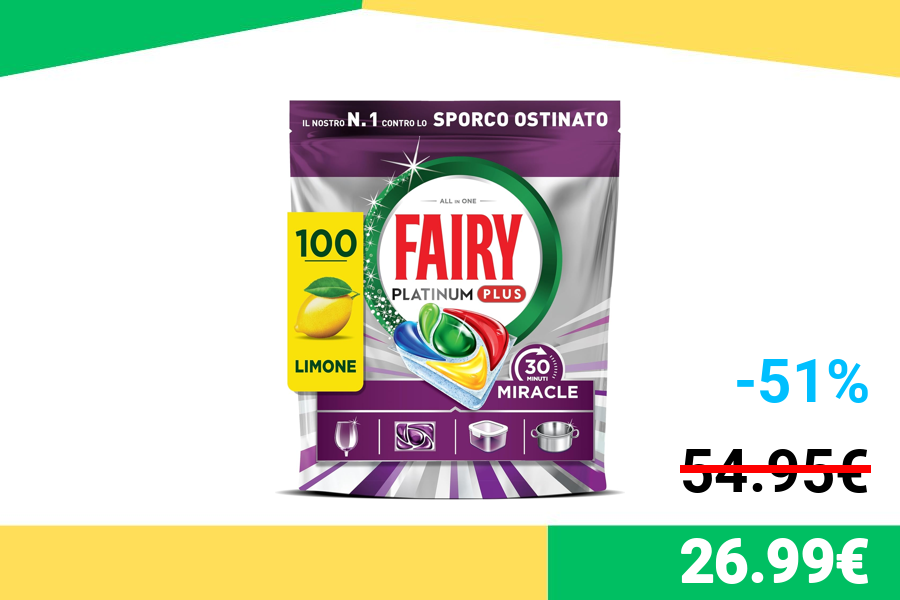 IL NOSTRO N.1 CONTRO LO SPORCO OSTINATO
ALL IN ONE
100
FAIRY
PLATINUM PLUS
LIMONE
30
MINUTI
MIRACLE
-51%
54.95€
26.99€